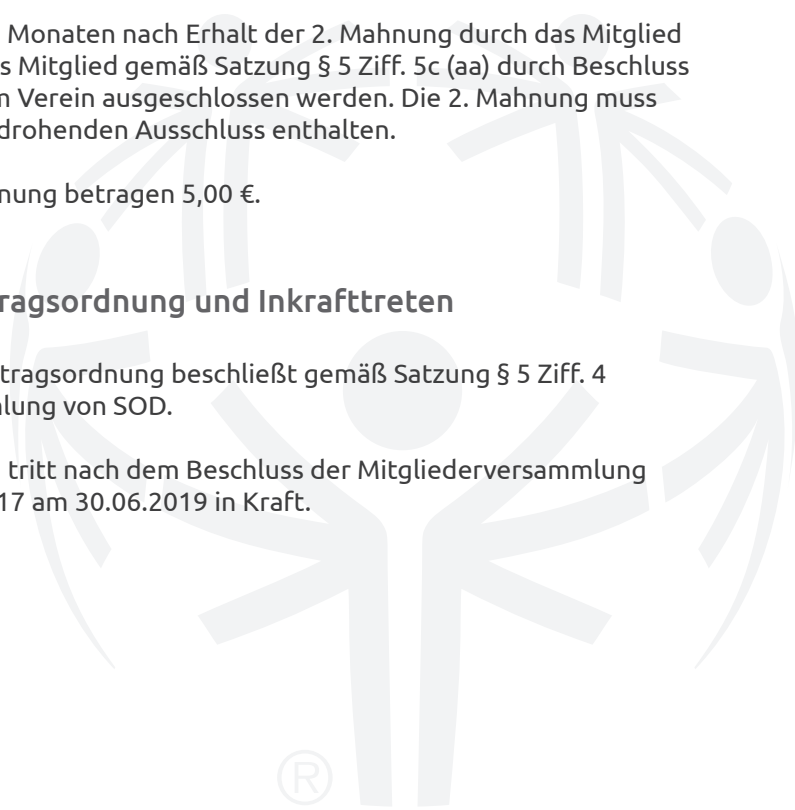 Monaten nach Erhalt der 2. Mahnung durch das Mitglied
s Mitglied gemäß Satzung § 5 Ziff. 5c (aa) durch Beschluss
Verein ausgeschlossen werden. Die 2. Mahnung muss
drohenden Ausschluss enthalten.
nung betragen 5,00 €.
ragsordnung und Inkrafttreten
tragsordnung beschließt gemäß Satzung § 5 Ziff. 4
lung von SOD.
tritt nach dem Beschluss der Mitgliederversammlung
17 am 30.06.2019 in Kraft.
®